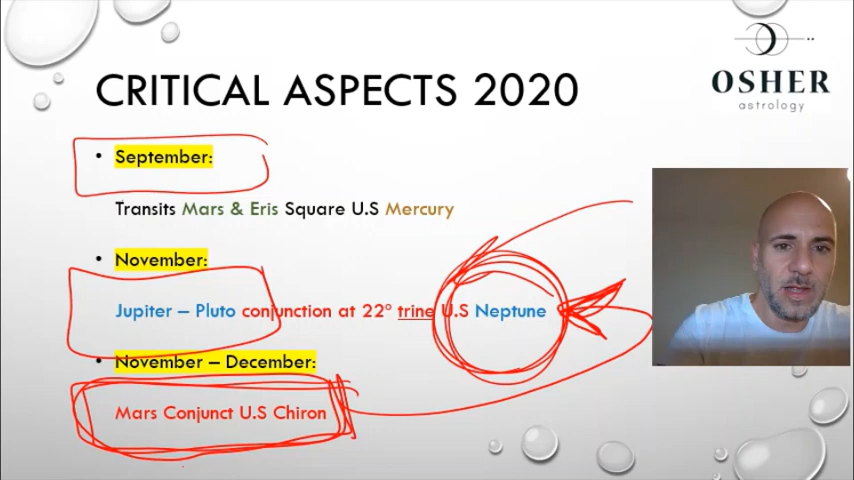 CRITICAL ASPECTS 2020
OSHER
astrology
• September:
Transits Mars & Eris Square U.S Mercury
• November:
Jupiter – Pluto conjunction at 22° trine U.S Neptune
• November – December:
Mars Conjunct U.S Chiron